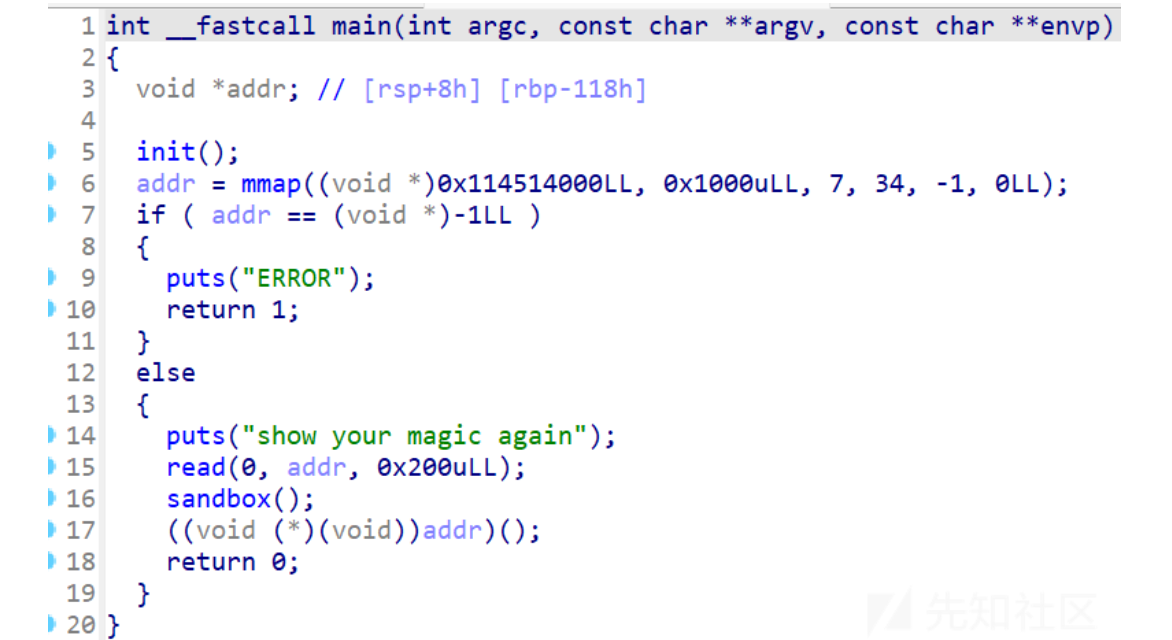 1 int __fastcall main(int argc, const char **argv, const char **envp)
2 {
3 void *addr; // [rsp+8h] [rbp-118h]
4
5 init();
6 addr = mmap((void *)0x114514000LL, 0x1000uLL, 7, 34, -1, 0LL);
7 if ( addr == (void *)-1LL )
8 {
9 puts("ERROR");
10 return 1;
11 }
12 else
13 {
14 puts("show your magic again");
15 read(0, addr, 0x200uLL);
16 sandbox();
17 ((void (*)(void))addr)();
18 return 0;
19 }
20 }
先知社区